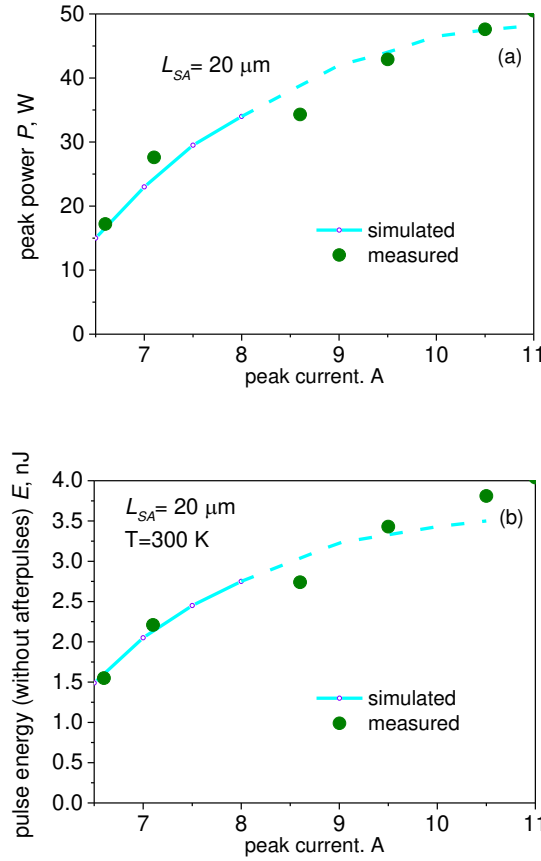 50
40
30
20
10
0
peak power P, W
L_SA= 20 μm
(a)
simulated
measured
7 8 9 10 11
peak current. A
4.0
3.5
3.0
2.5
2.0
1.5
1.0
0.5
0.0
pulse energy (without afterpulses) E, nJ
L_SA= 20 μm
T=300 K
(b)
simulated
measured
7 8 9 10 11
peak current. A